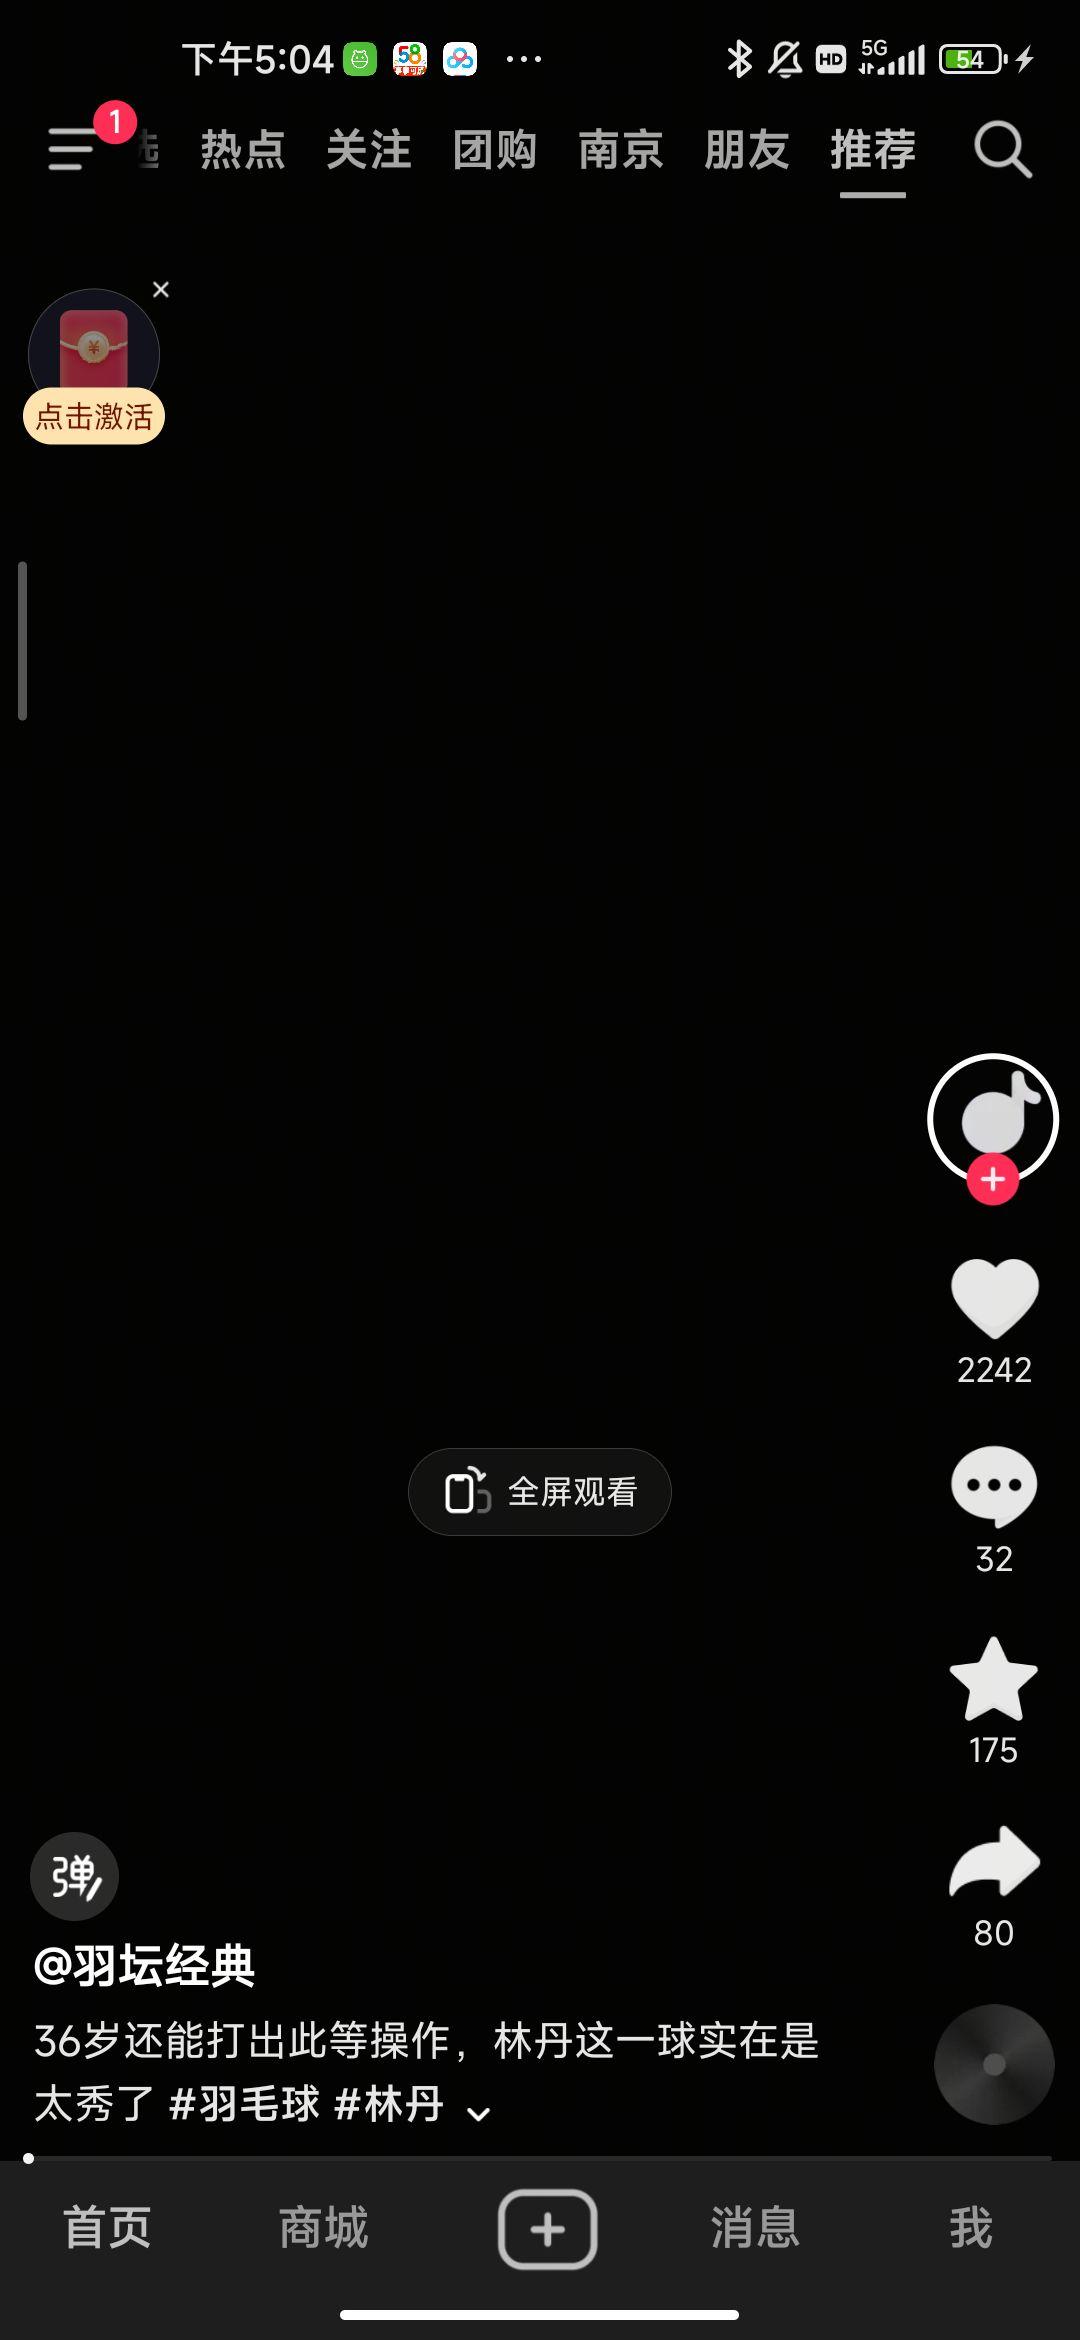 下午5:04
58
HD
5G
54
1
热点 关注 团购 南京 朋友 推荐
点击激活
2242
全屏观看
32
175
弹
80
@羽坛经典
36岁还能打出此等操作，林丹这一球实在是
太秀了 #羽毛球 #林丹
首页 商城 消息 我